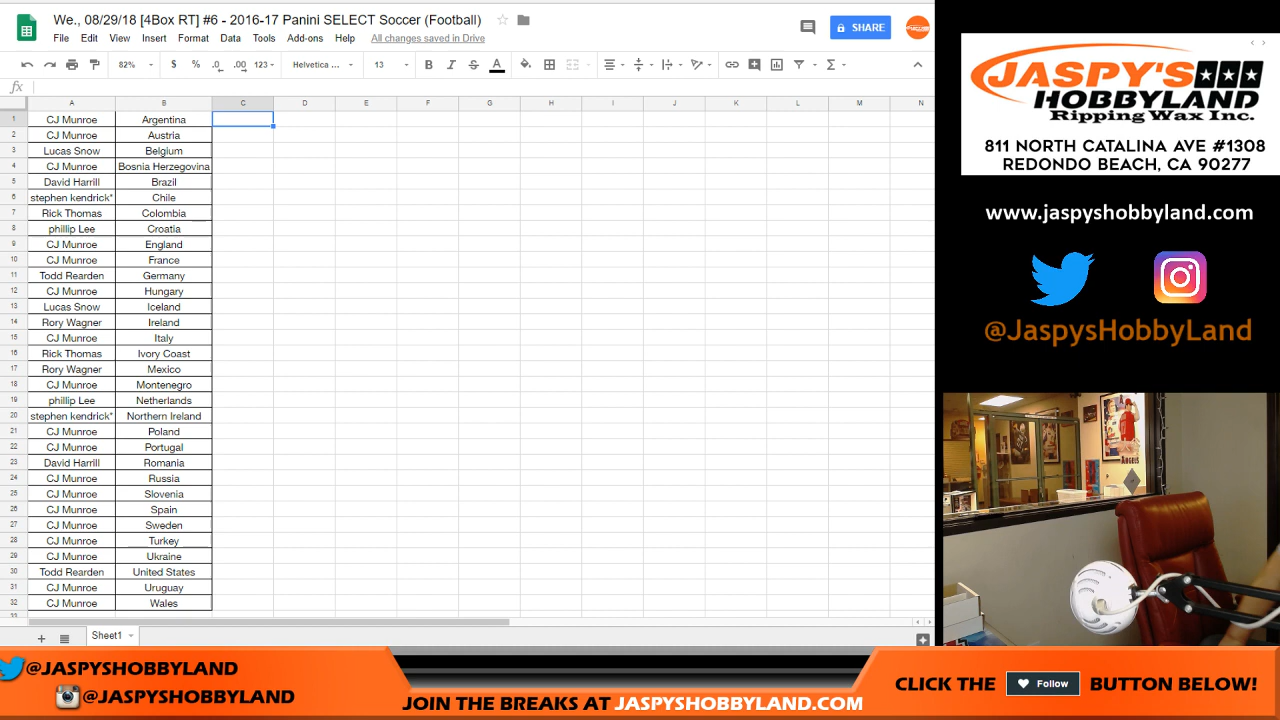 We., 08/29/18 [4Box RT] #6 - 2016-17 Panini SELECT Soccer (Football)
File Edit View Insert Format Data Tools Add-ons Help All changes saved in Drive
SHARE
82% $ % .0 .00 123 Helvetica ... 13 B I S A
fx
A B C D E F G H I J K L M N
1 CJ Munroe Argentina
2 CJ Munroe Austria
3 Lucas Snow Belgium
4 CJ Munroe Bosnia Herzegovina
5 David Harrill Brazil
6 stephen kendrick* Chile
7 Rick Thomas Colombia
8 phillip Lee Croatia
9 CJ Munroe England
10 CJ Munroe France
11 Todd Rearden Germany
12 CJ Munroe Hungary
13 Lucas Snow Iceland
14 Rory Wagner Ireland
15 CJ Munroe Italy
16 Rick Thomas Ivory Coast
17 Rory Wagner Mexico
18 CJ Munroe Montenegro
19 phillip Lee Netherlands
20 stephen kendrick* Northern Ireland
21 CJ Munroe Poland
22 CJ Munroe Portugal
23 David Harrill Romania
24 CJ Munroe Russia
25 CJ Munroe Slovenia
26 CJ Munroe Spain
27 CJ Munroe Sweden
28 CJ Munroe Turkey
29 CJ Munroe Ukraine
30 Todd Rearden United States
31 CJ Munroe Uruguay
32 CJ Munroe Wales
Sheet1
JASPY'S
HOBBYLAND
Ripping Wax Inc.
811 NORTH CATALINA AVE #1308
REDONDO BEACH, CA 90277
www.jaspyshobbyland.com
@JaspysHobbyLand
ANGELS
@JASPYSHOBBYLAND
@JASPYSHOBBYLAND
JOIN THE BREAKS AT JASPYSHOBBYLAND.COM
CLICK THE Follow BUTTON BELOW!